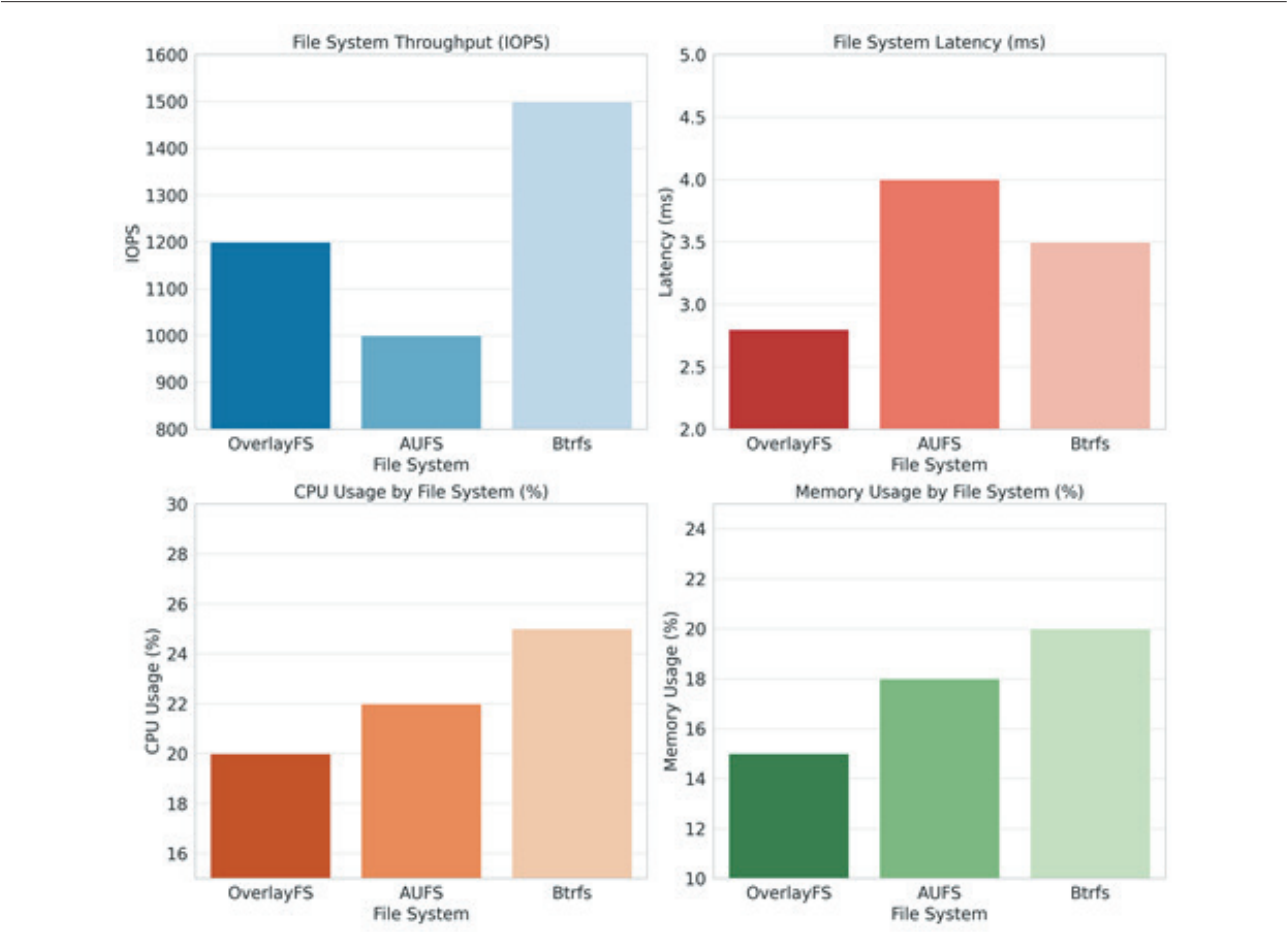 File System Throughput (IOPS)
1600
1500
1400
1300
1200
1100
1000
900
800
IOPS
OverlayFS AUFS Btrfs
File System
File System Latency (ms)
5.0
4.5
4.0
3.5
3.0
2.5
2.0
Latency (ms)
OverlayFS AUFS Btrfs
File System
CPU Usage by File System (%)
30
28
26
24
22
20
18
16
CPU Usage (%)
OverlayFS AUFS Btrfs
File System
Memory Usage by File System (%)
24
22
20
18
16
14
12
10
Memory Usage (%)
OverlayFS AUFS Btrfs
File System